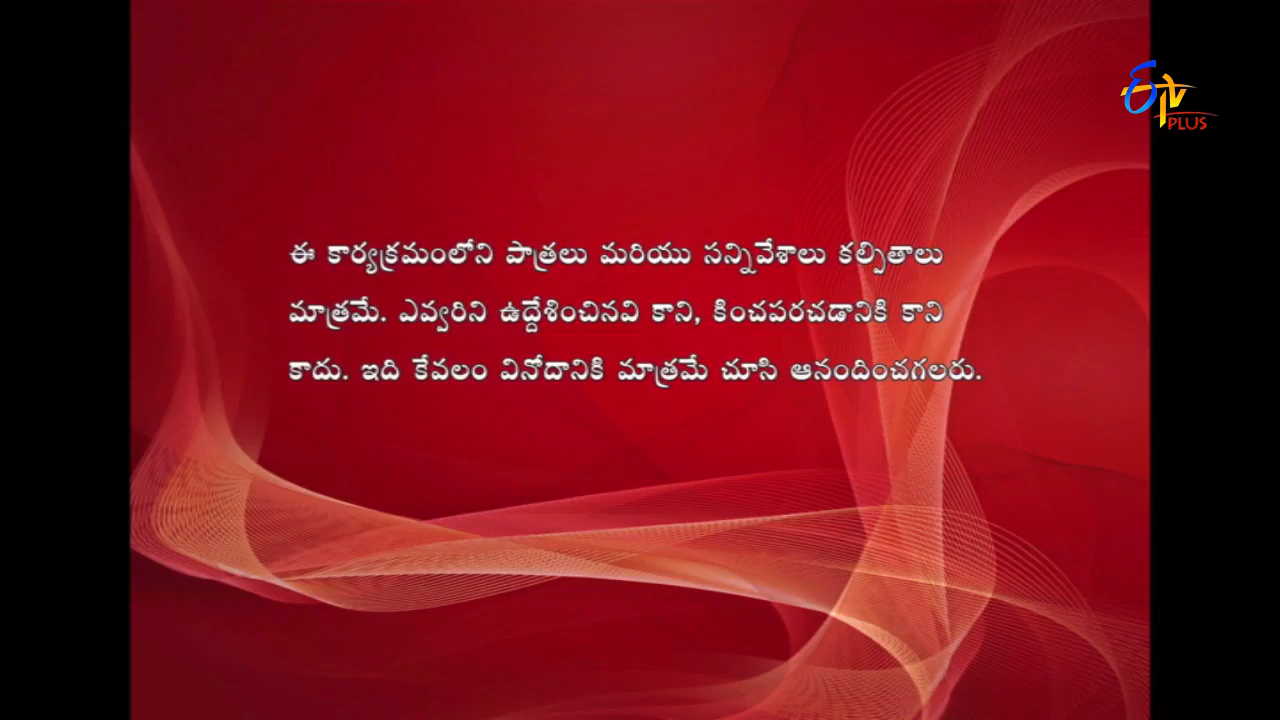 ETV
PLUS
ఈ కార్యక్రమంలోని పాత్రలు మరియు సన్నివేశాలు కల్పితాలు
మాత్రమే. ఎవ్వరిని ఉద్దేశించినవి కాని, కించపరచడానికి కాని
కాదు. ఇది కేవలం వినోదానికి మాత్రమే చూసి ఆనందించగలరు.